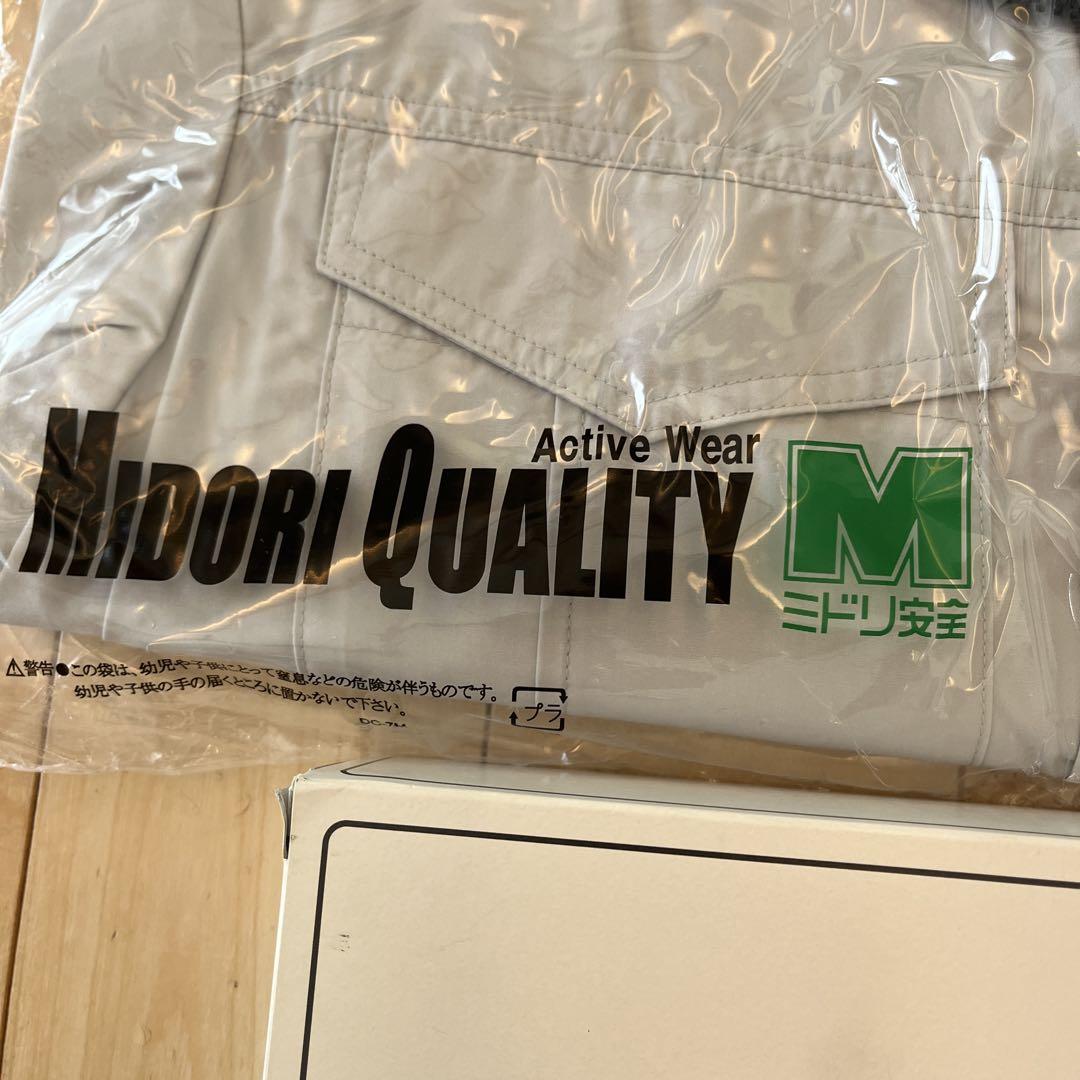 Active Wear
MIDORI QUALITY
M
ミドリ安全
⚠警告●この袋は、幼児や子供にとって窒息などの危険が伴うものです。
幼児や子供の手の届くところに置かないで下さい。
プラ
DC-7M